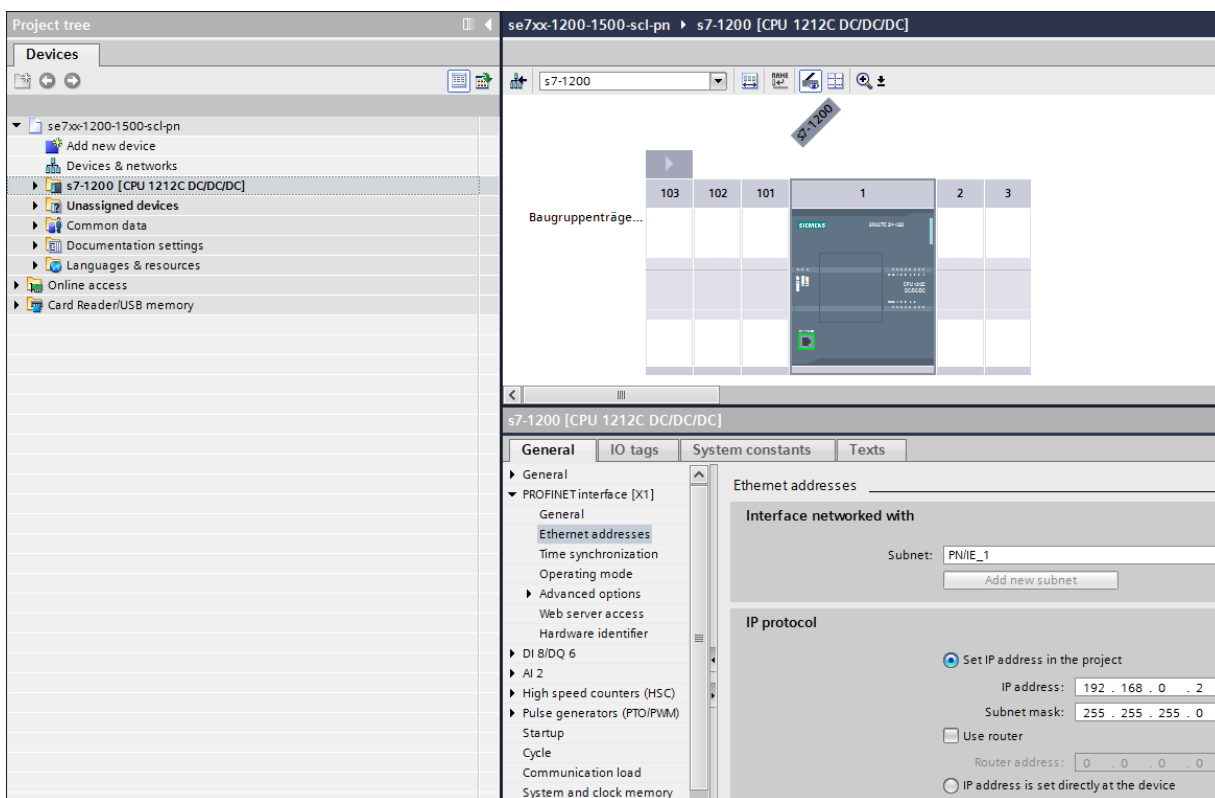 Project tree
Devices
se7xx-1200-1500-scl-pn
Add new device
Devices & networks
s7-1200 [CPU 1212C DC/DC/DC]
Unassigned devices
Common data
Documentation settings
Languages & resources
Online access
Card Reader/USB memory
se7xx-1200-1500-scl-pn s7-1200 [CPU 1212C DC/DC/DC]
s7-1200
s7-1200
103 102 101 1 2 3
Baugruppenträge...
SIEMENS
s7-1200 [CPU 1212C DC/DC/DC]
General IO tags System constants Texts
General
PROFINET interface [X1]
General
Ethernet addresses
Time synchronization
Operating mode
Advanced options
Web server access
Hardware identifier
DI 8/DQ 6
AI 2
High speed counters (HSC)
Pulse generators (PTO/PWM)
Startup
Cycle
Communication load
System and clock memory
Ethernet addresses
Interface networked with
Subnet: PN/IE_1
Add new subnet
IP protocol
Set IP address in the project
IP address: 192 . 168 . 0 . 2
Subnet mask: 255 . 255 . 255 . 0
Use router
Router address: 0 . 0 . 0 . 0
IP address is set directly at the device